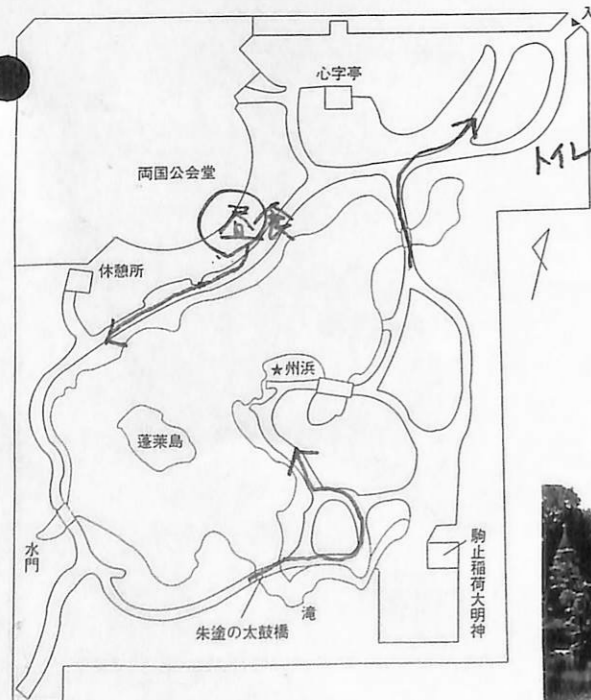 入
心字亭
トイレ
両国公会堂
昼食
休憩所
★州浜
蓬莱島
水門
駒止稲荷大明神
滝
朱塗の太鼓橋